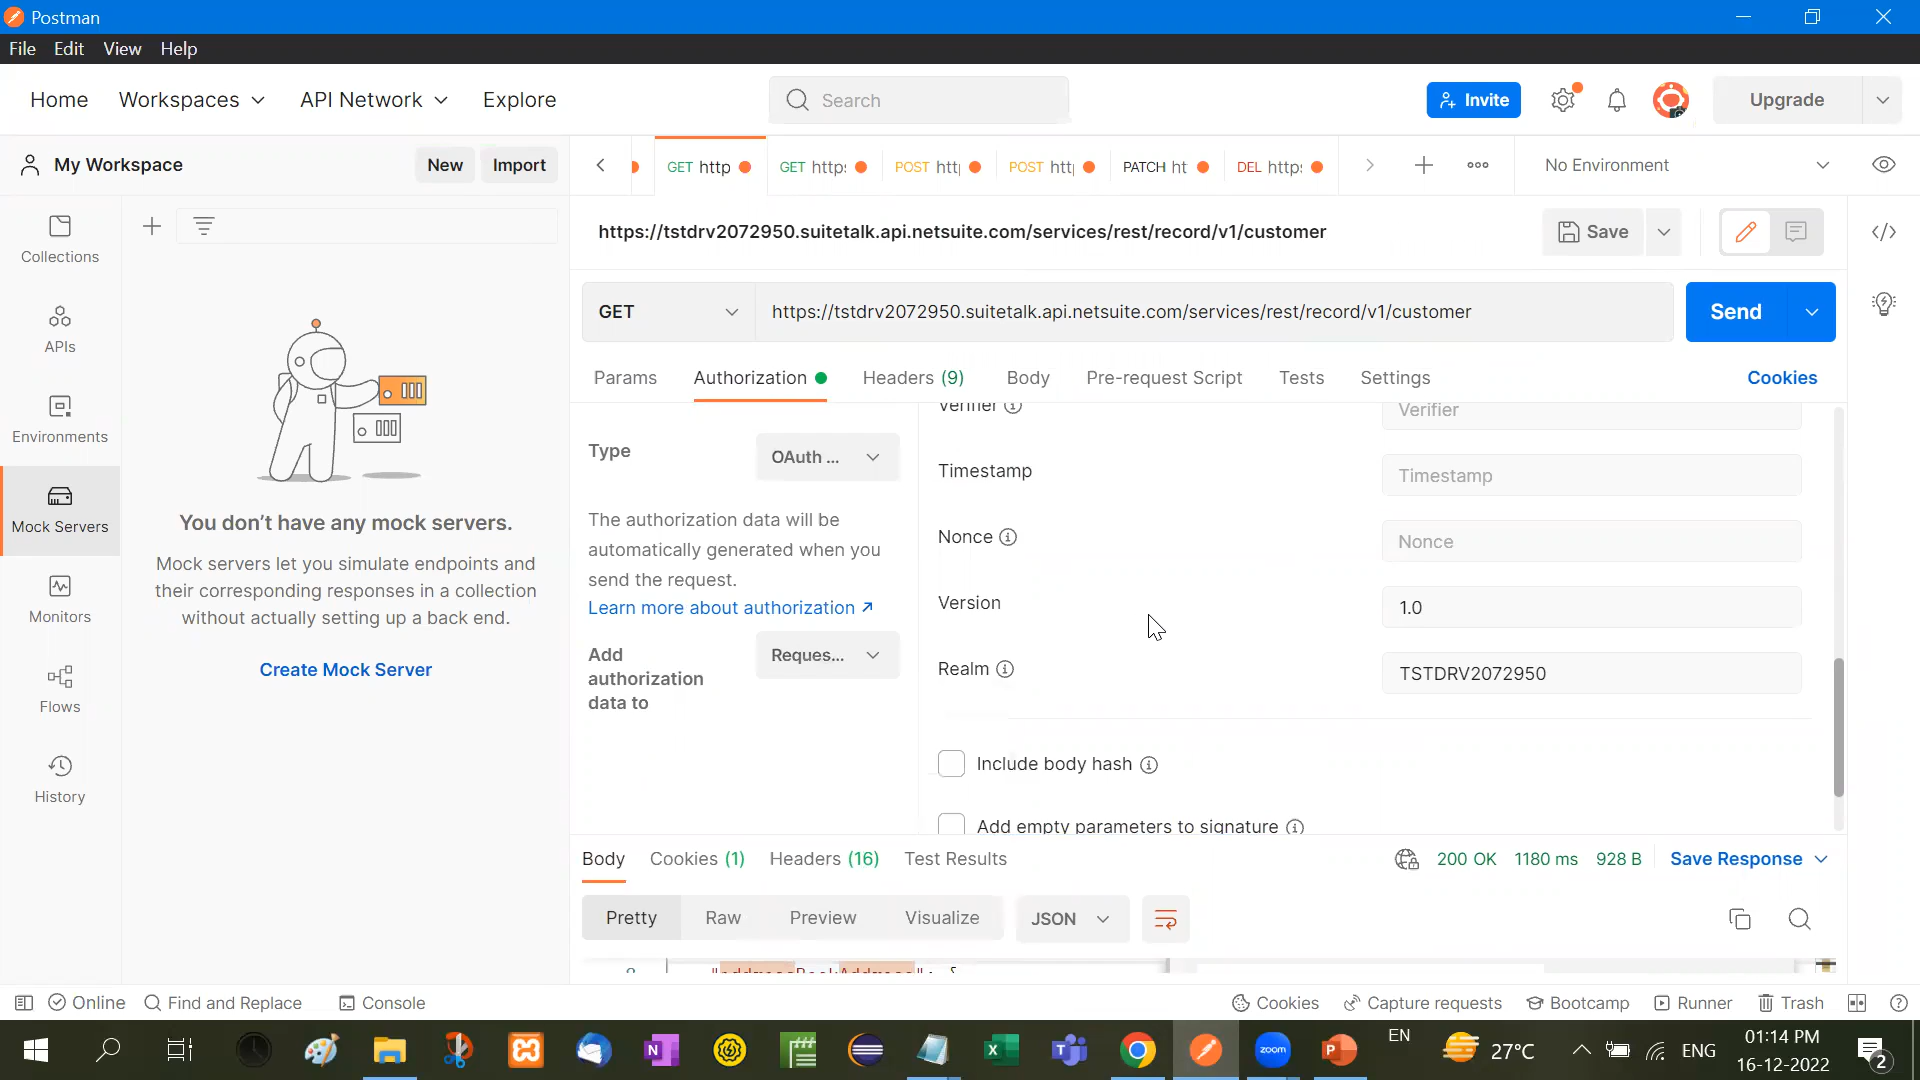 Postman
File Edit View Help
Home Workspaces API Network Explore
Search
Invite
Upgrade
My Workspace
New Import
GET http
GET http
POST htt
POST htt
PATCH ht
DEL https
No Environment
Collections
APIs
Environments
Mock Servers
Monitors
Flows
History
You don't have any mock servers.
Mock servers let you simulate endpoints and
their corresponding responses in a collection
without actually setting up a back end.
Create Mock Server
https://tstdrv2072950.suitetalk.api.netsuite.com/services/rest/record/v1/customer
Save
GET https://tstdrv2072950.suitetalk.api.netsuite.com/services/rest/record/v1/customer
Send
Params Authorization Headers (9) Body Pre-request Script Tests Settings Cookies
Type OAuth ...
The authorization data will be
automatically generated when you
send the request.
Learn more about authorization ↗
Add
authorization
data to
Reques...
Verifier Verifier
Timestamp Timestamp
Nonce Nonce
Version 1.0
Realm TSTDRV2072950
Include body hash
Add empty parameters to signature
Body Cookies (1) Headers (16) Test Results
200 OK 1180 ms 928 B Save Response
Pretty Raw Preview Visualize JSON
Online Find and Replace Console
Cookies Capture requests Bootcamp Runner Trash
zoom
EN
27°C
ENG
01:14 PM
16-12-2022
2